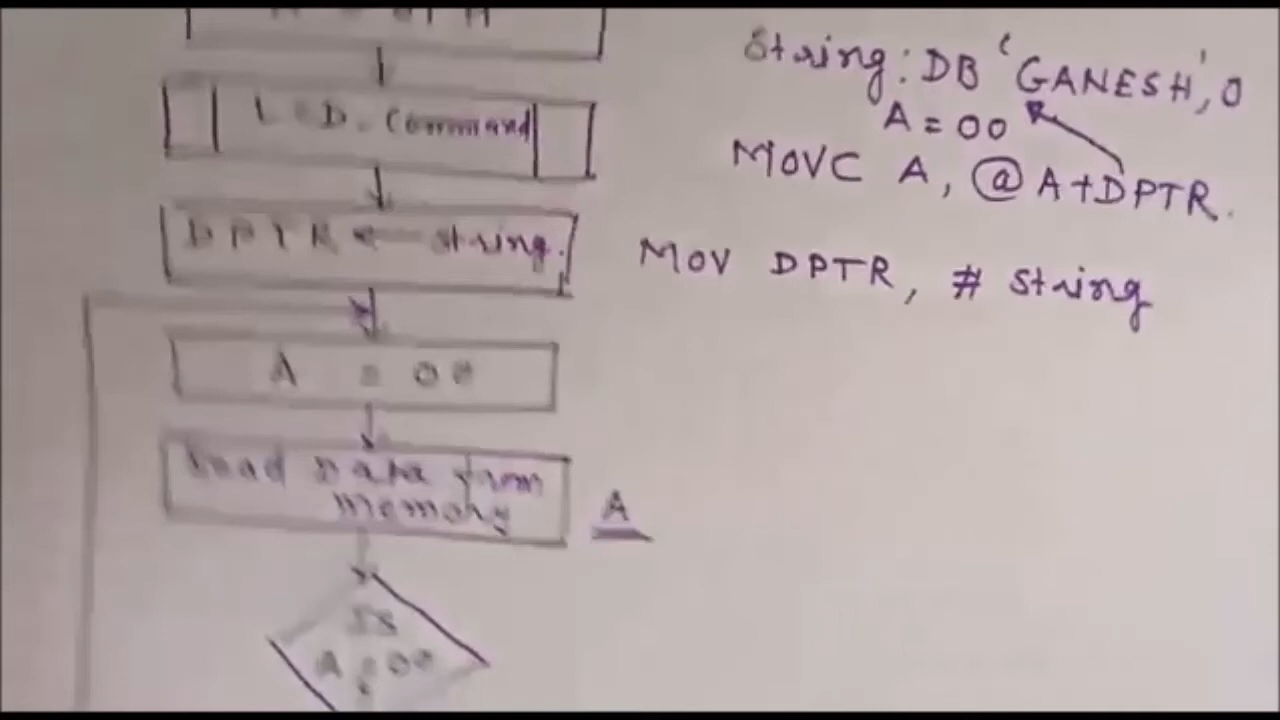 LCD. Command
DPTR ← string.
A = 00
Load Data from
memory
A
IS
A = 00
String: DB 'GANESH', 0
A = 00
MOVC A, @ A+DPTR.
MOV DPTR, # string